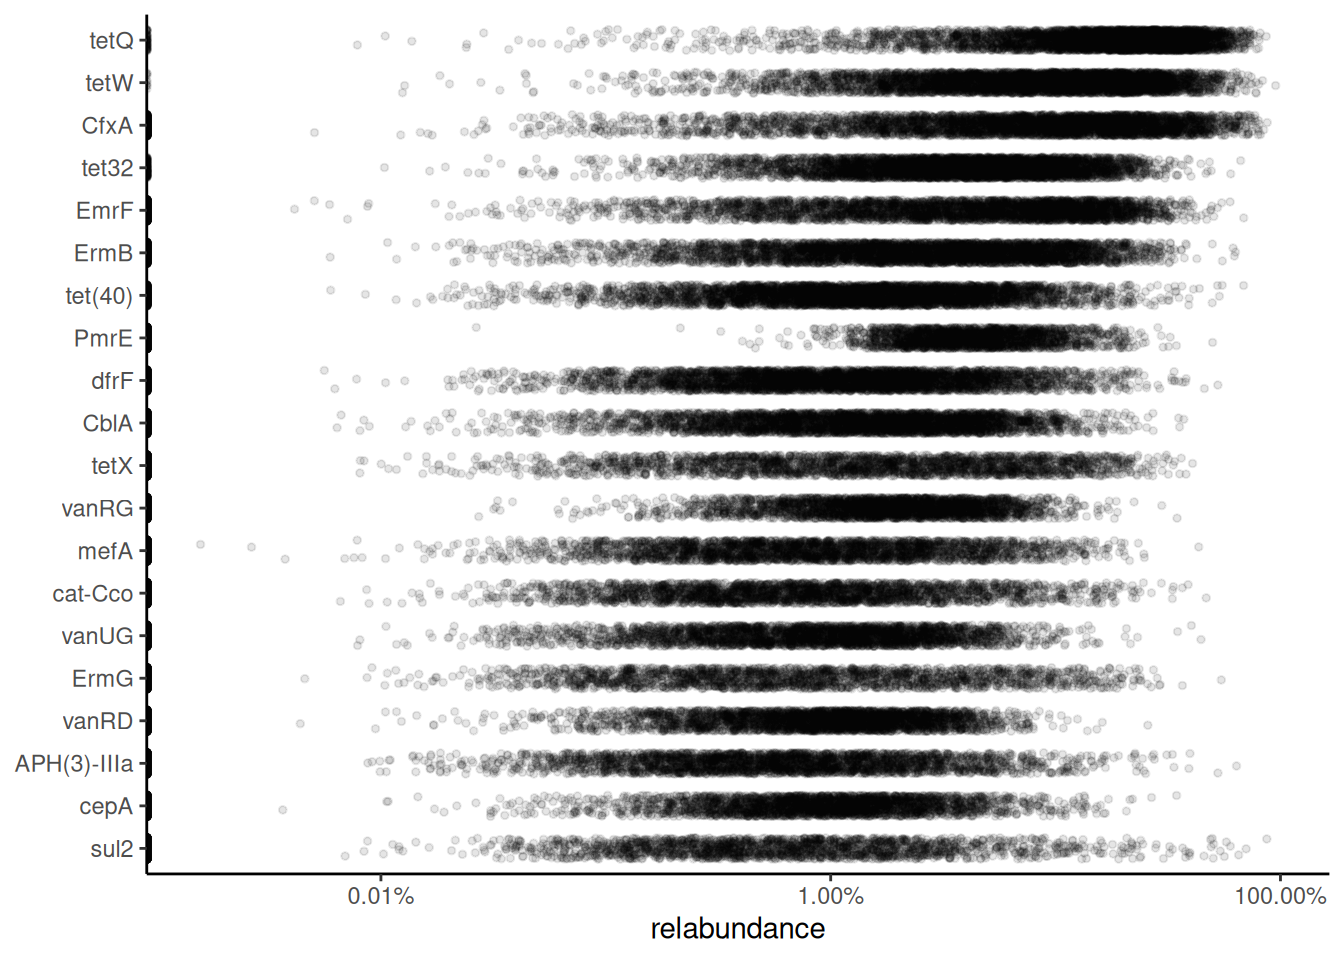 tetQ
tetW
CfxA
tet32
EmrF
ErmB
tet(40)
PmrE
dfrF
CblA
tetX
vanRG
mefA
cat-Cco
vanUG
ErmG
vanRD
APH(3)-IIIa
cepA
sul2
0.01% 1.00% 100.00%
relabundance